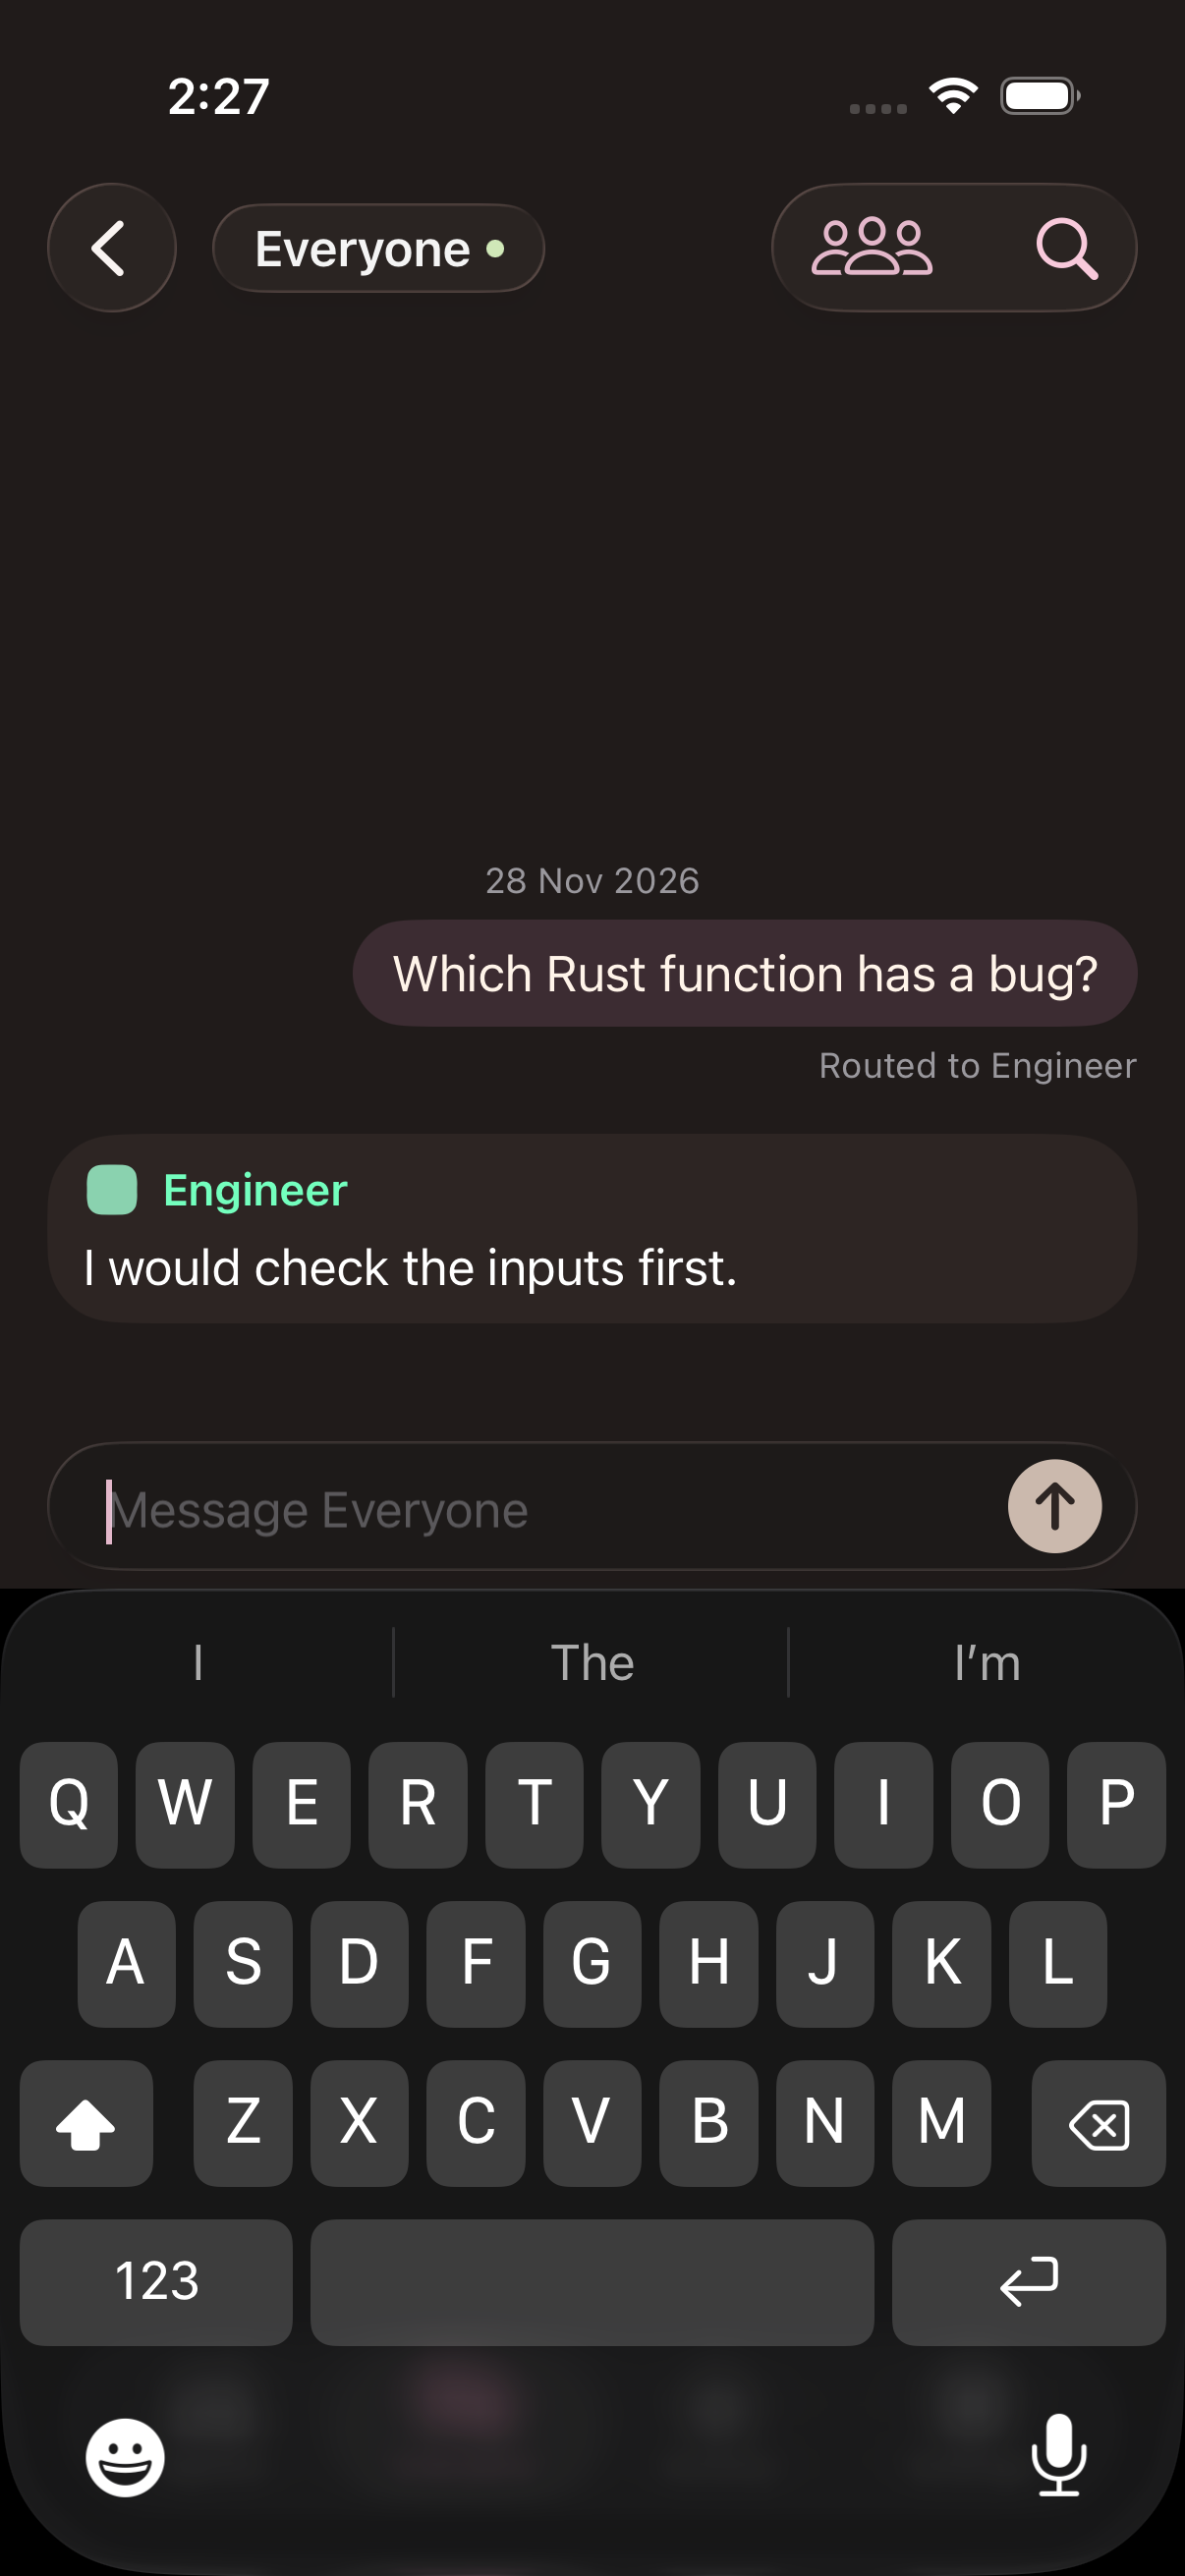 2:27
Everyone
28 Nov 2026
Which Rust function has a bug?
Routed to Engineer
Engineer
I would check the inputs first.
Message Everyone
I The I’m
Q W E R T Y U I O P
A S D F G H J K L
Z X C V B N M
123